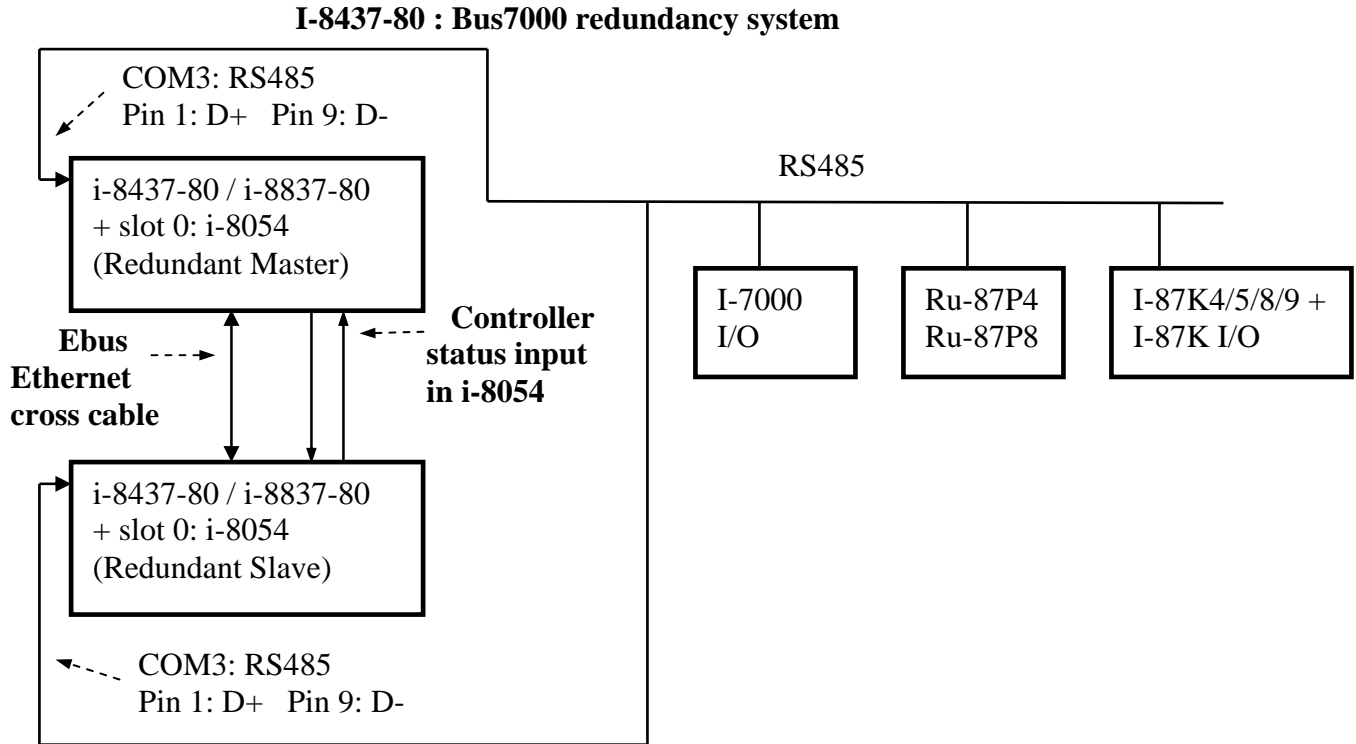 I-8437-80 : Bus7000 redundancy system
COM3: RS485
Pin 1: D+   Pin 9: D-
RS485
i-8437-80 / i-8837-80
+ slot 0: i-8054
(Redundant Master)
I-7000
I/O
Ru-87P4
Ru-87P8
I-87K4/5/8/9 +
I-87K I/O
Ebus
Ethernet
cross cable
Controller
status input
in i-8054
i-8437-80 / i-8837-80
+ slot 0: i-8054
(Redundant Slave)
COM3: RS485
Pin 1: D+   Pin 9: D-